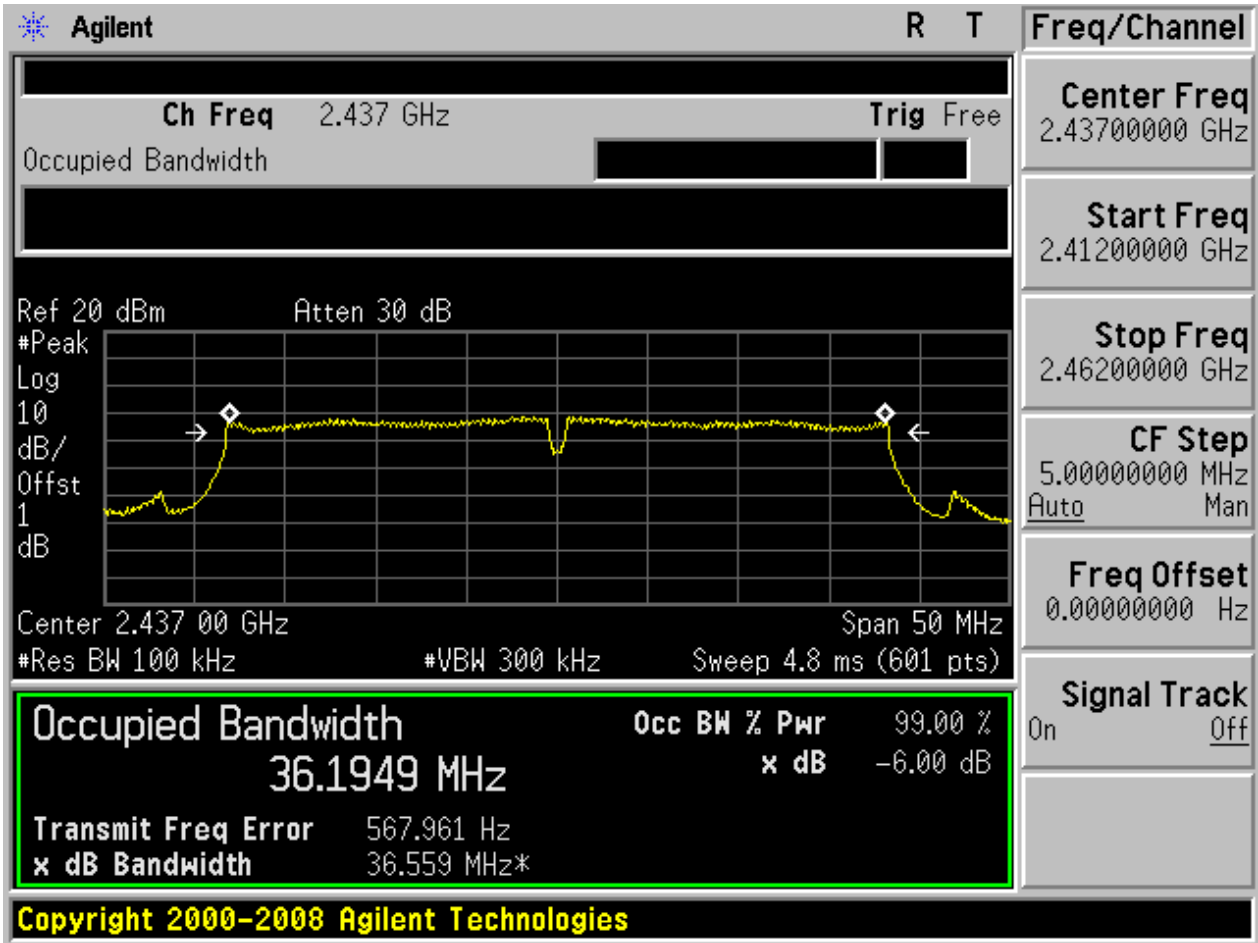 Agilent R T
Ch Freq 2.437 GHz Trig Free
Occupied Bandwidth
Ref 20 dBm Atten 30 dB
#Peak
Log
10
dB/
Offst
1
dB
Center 2.437 00 GHz Span 50 MHz
#Res BW 100 kHz #VBW 300 kHz Sweep 4.8 ms (601 pts)
Occupied Bandwidth Occ BW % Pwr 99.00 %
36.1949 MHz x dB -6.00 dB
Transmit Freq Error 567.961 Hz
x dB Bandwidth 36.559 MHz*
Copyright 2000-2008 Agilent Technologies
Freq/Channel
Center Freq
2.43700000 GHz
Start Freq
2.41200000 GHz
Stop Freq
2.46200000 GHz
CF Step
5.00000000 MHz
Auto Man
Freq Offset
0.00000000 Hz
Signal Track
On Off